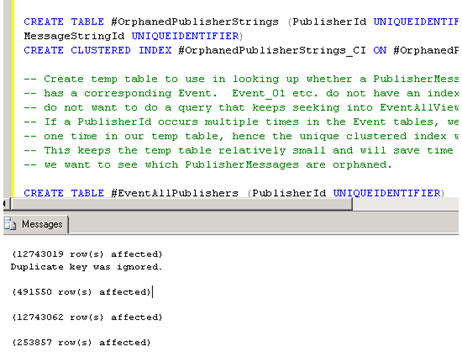 CREATE TABLE #OrphanedPublisherStrings (PublisherId UNIQUEIDENTIF
MessageStringId UNIQUEIDENTIFIER)
CREATE CLUSTERED INDEX #OrphanedPublisherStrings_CI ON #OrphanedP
-- Create temp table to use in looking up whether a PublisherMess
-- has a corresponding Event.  Event_01 etc. do not have an index
-- do not want to do a query that keeps seeking into EventAllView
-- If a PublisherId occurs multiple times in the Event tables, we
-- one time in our temp table, hence the unique clustered index w
-- This keeps the temp table relatively small and will save time
-- we want to see which PublisherMessages are orphaned.
CREATE TABLE #EventAllPublishers (PublisherId UNIQUEIDENTIFIER)
Messages
(12743019 row(s) affected)
Duplicate key was ignored.
(491550 row(s) affected)
(12743062 row(s) affected)
(253857 row(s) affected)